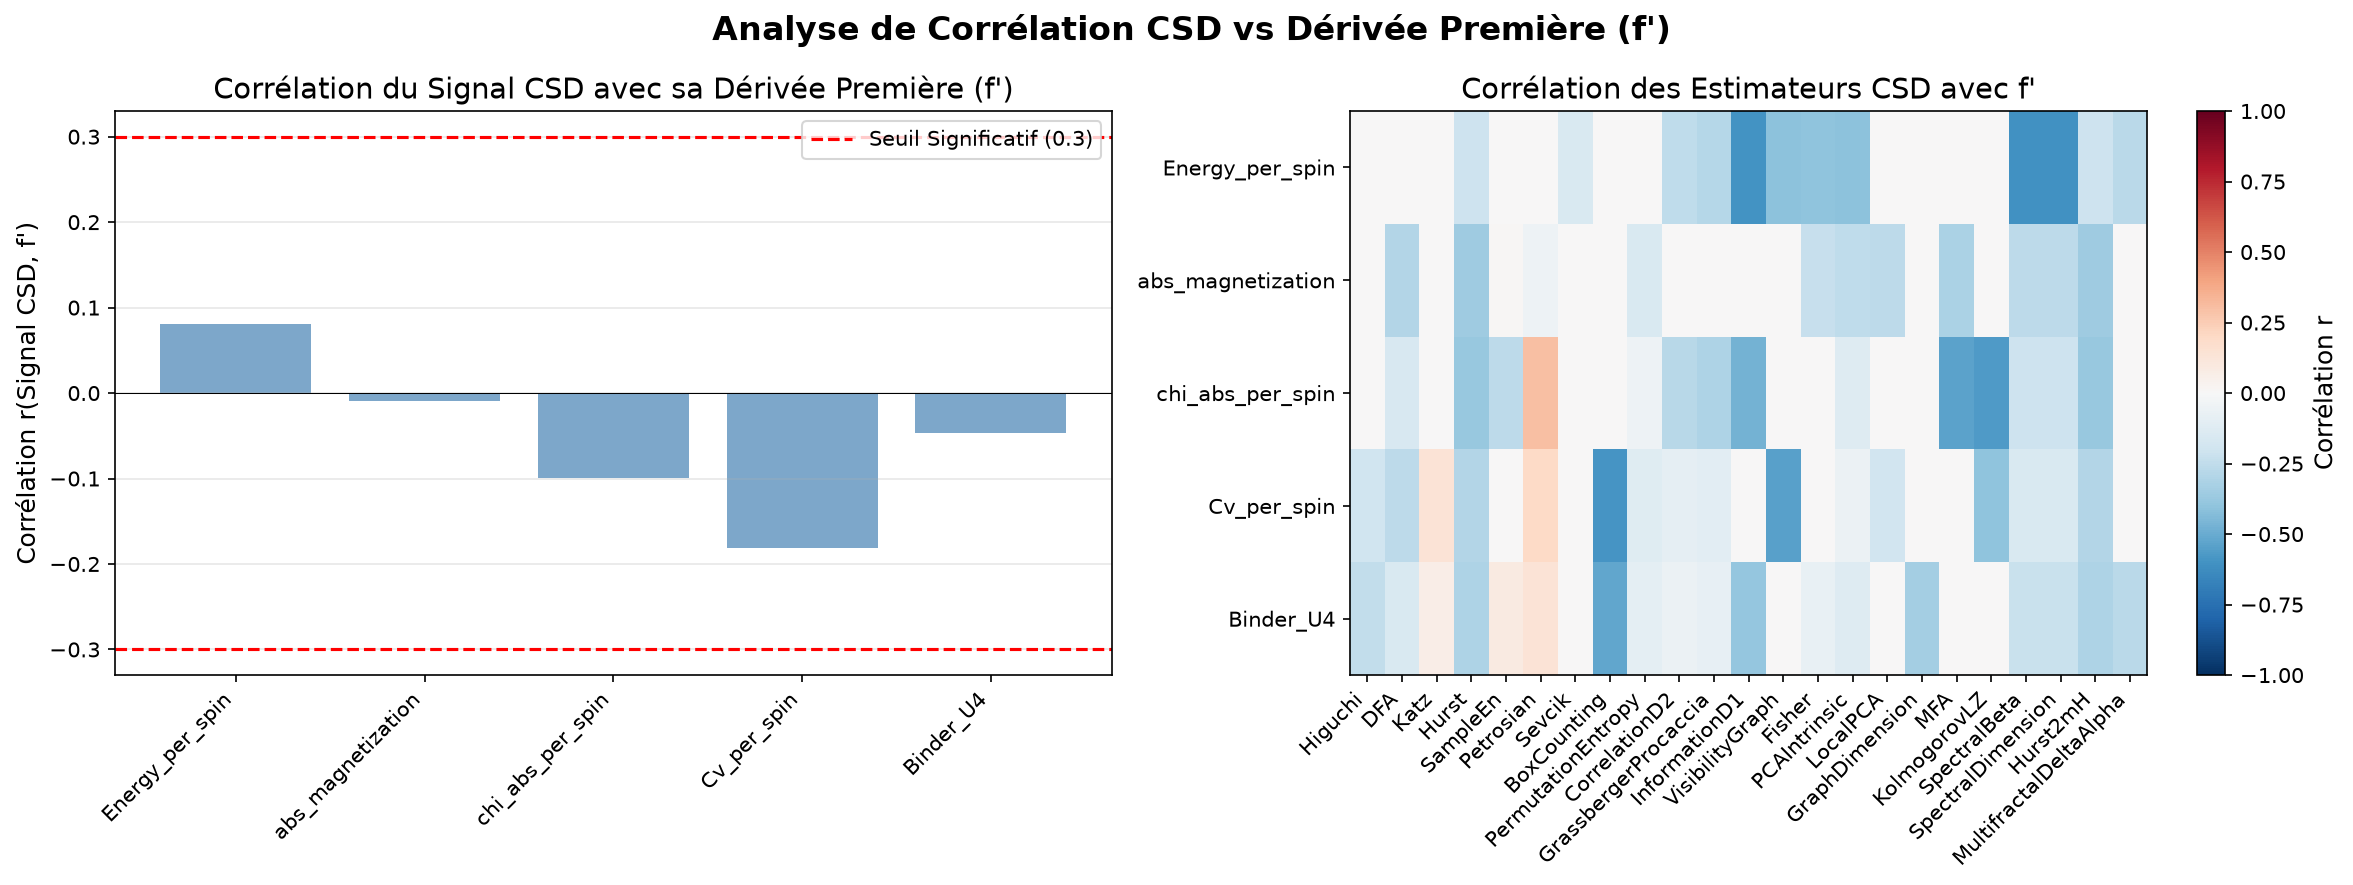 Analyse de Corrélation CSD vs Dérivée Première (f')
Corrélation du Signal CSD avec sa Dérivée Première (f')
Corrélation r(Signal CSD, f')
0.3
0.2
0.1
0.0
−0.1
−0.2
−0.3
Seuil Significatif (0.3)
Energy_per_spin
abs_magnetization
chi_abs_per_spin
Cv_per_spin
Binder_U4
Corrélation des Estimateurs CSD avec f'
Energy_per_spin
abs_magnetization
chi_abs_per_spin
Cv_per_spin
Binder_U4
Higuchi
DFA
Katz
Hurst
SampleEn
Petrosian
Sevcik
BoxCounting
PermutationEntropy
CorrelationD2
GrassbergerProcaccia
InformationD1
VisibilityGraph
Fisher
PCAIntrinsic
LocalPCA
GraphDimension
MFA
KolmogorovLZ
SpectralBeta
SpectralDimension
Hurst2mH
MultifractalDeltaAlpha
1.00
0.75
0.50
0.25
0.00
−0.25
−0.50
−0.75
−1.00
Corrélation r